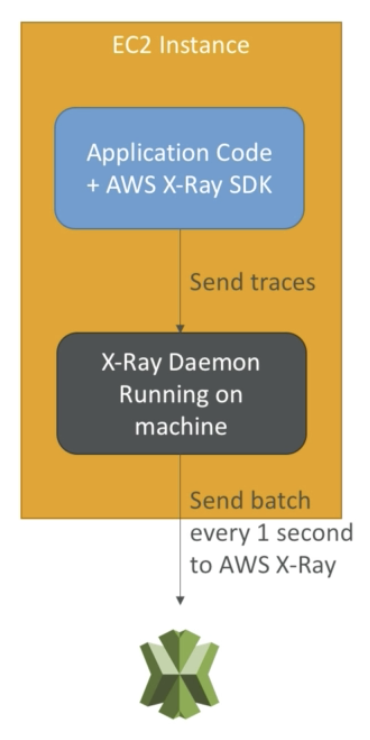 EC2 Instance
Application Code
+ AWS X-Ray SDK
Send traces
X-Ray Daemon
Running on
machine
Send batch
every 1 second
to AWS X-Ray